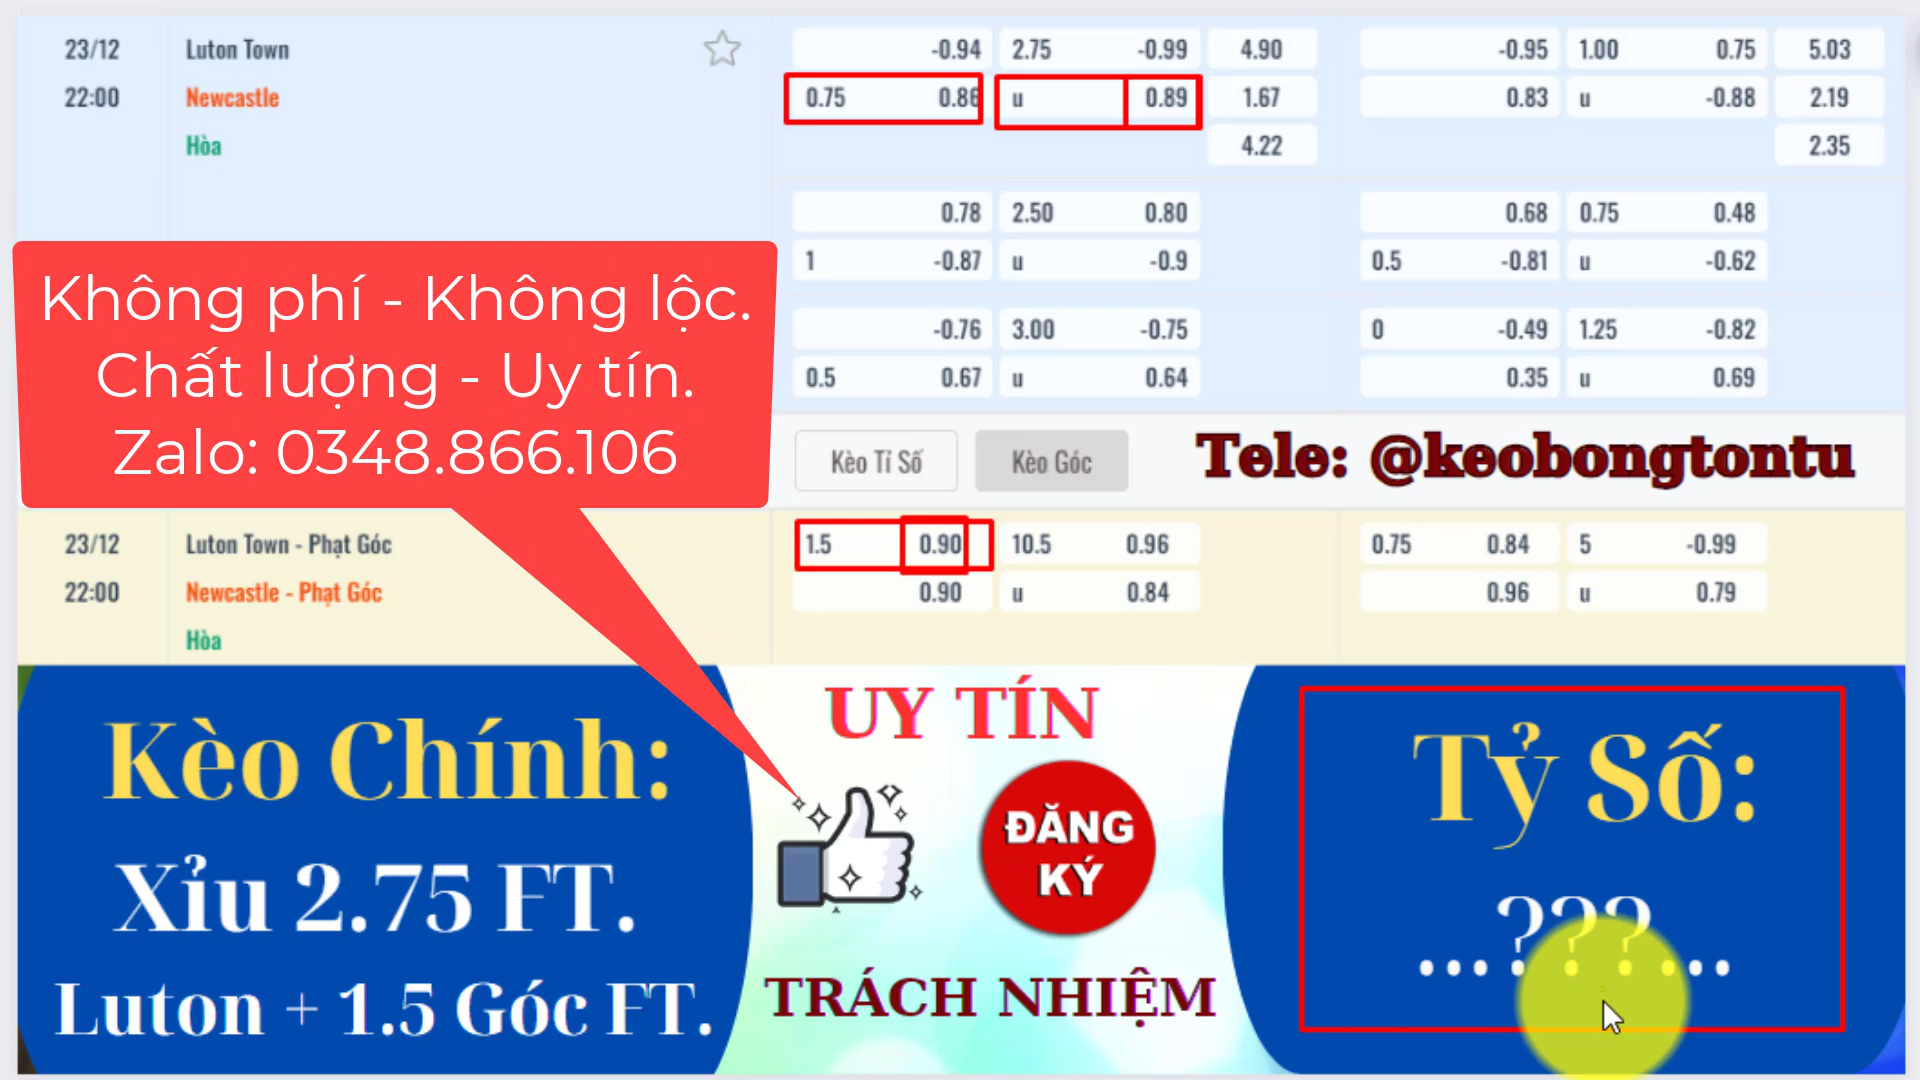 23/12 Luton Town -0.94 2.75 -0.99 4.90 -0.95 1.00 0.75 5.03
22:00 Newcastle 0.75 0.86 u 0.89 1.67 0.83 u -0.88 2.19
Hòa 4.22 2.35
0.78 2.50 0.80 0.68 0.75 0.48
1 -0.87 u -0.9 0.5 -0.81 u -0.62
-0.76 3.00 -0.75 0 -0.49 1.25 -0.82
0.5 0.67 u 0.64 0.35 u 0.69
Không phí - Không lộc.
Chất lượng - Uy tín.
Zalo: 0348.866.106
Kèo Tỉ Số Kèo Góc Tele: @keobongtontu
23/12 Luton Town - Phạt Góc 1.5 0.90 10.5 0.96 0.75 0.84 5 -0.99
22:00 Newcastle - Phạt Góc 0.90 u 0.84 0.96 u 0.79
Hòa
Kèo Chính:
Xỉu 2.75 FT.
Luton + 1.5 Góc FT.
UY TÍN
ĐĂNG
KÝ
TRÁCH NHIỆM
Tỷ Số:
...???...